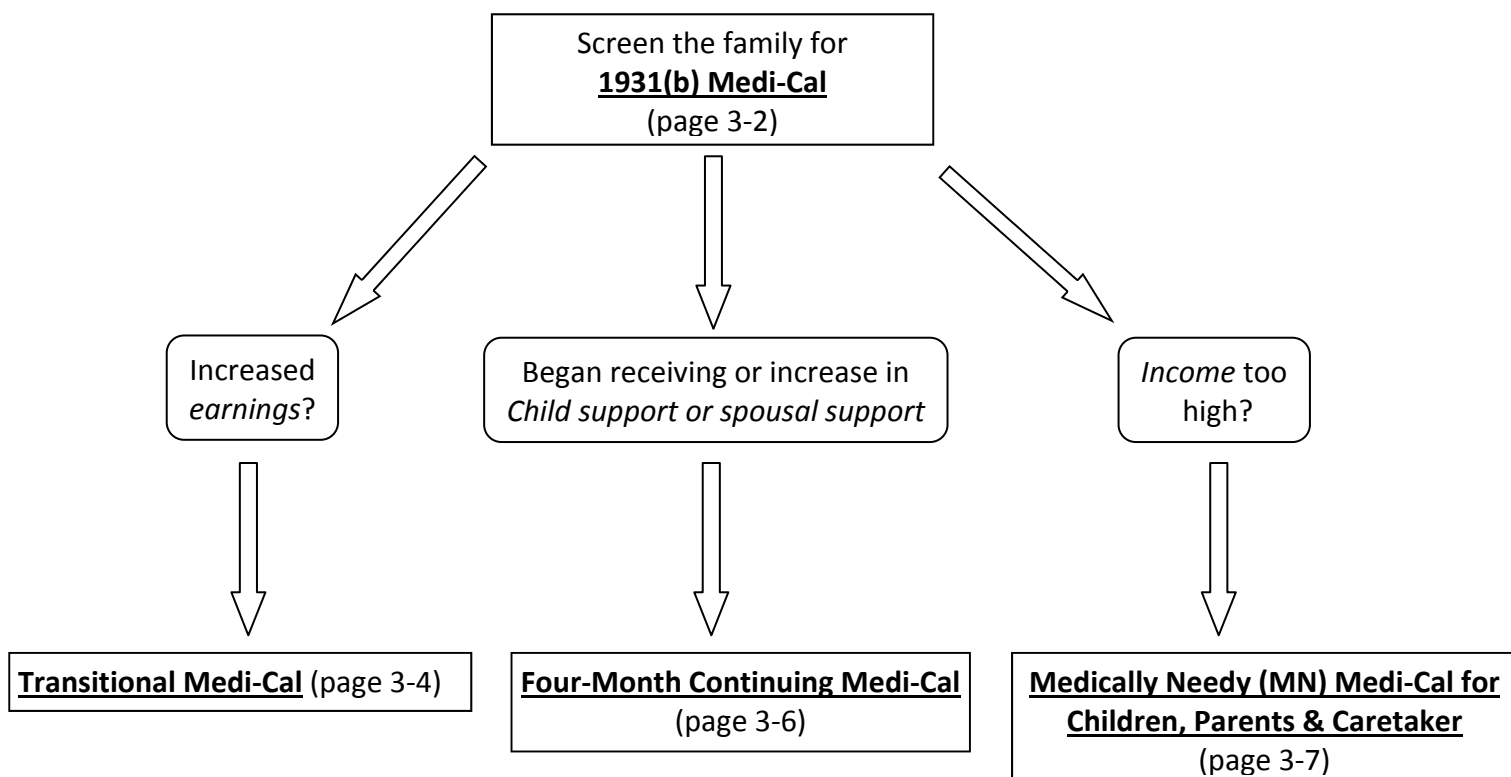 Screen the family for
1931(b) Medi-Cal
(page 3-2)
Increased
earnings?
Began receiving or increase in
Child support or spousal support
Income too
high?
Transitional Medi-Cal (page 3-4)
Four-Month Continuing Medi-Cal
(page 3-6)
Medically Needy (MN) Medi-Cal for
Children, Parents & Caretaker
(page 3-7)